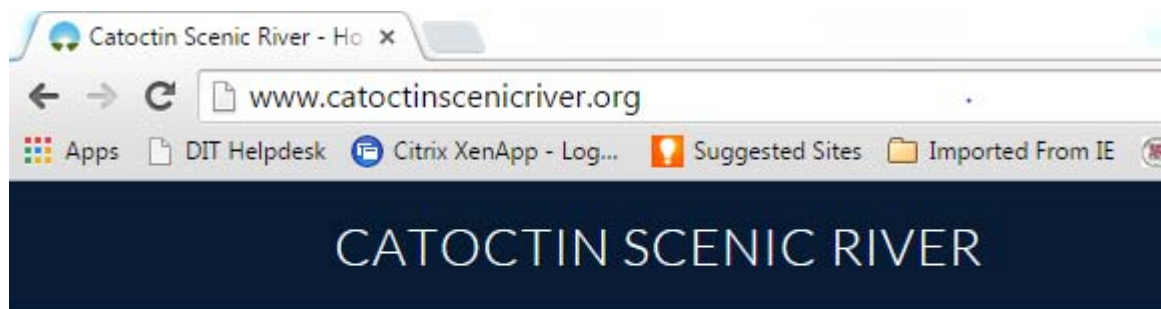 Catoctin Scenic River - Ho
www.catoctinscenicriver.org
Apps DIT Helpdesk Citrix XenApp - Log... Suggested Sites Imported From IE
CATOCTIN SCENIC RIVER